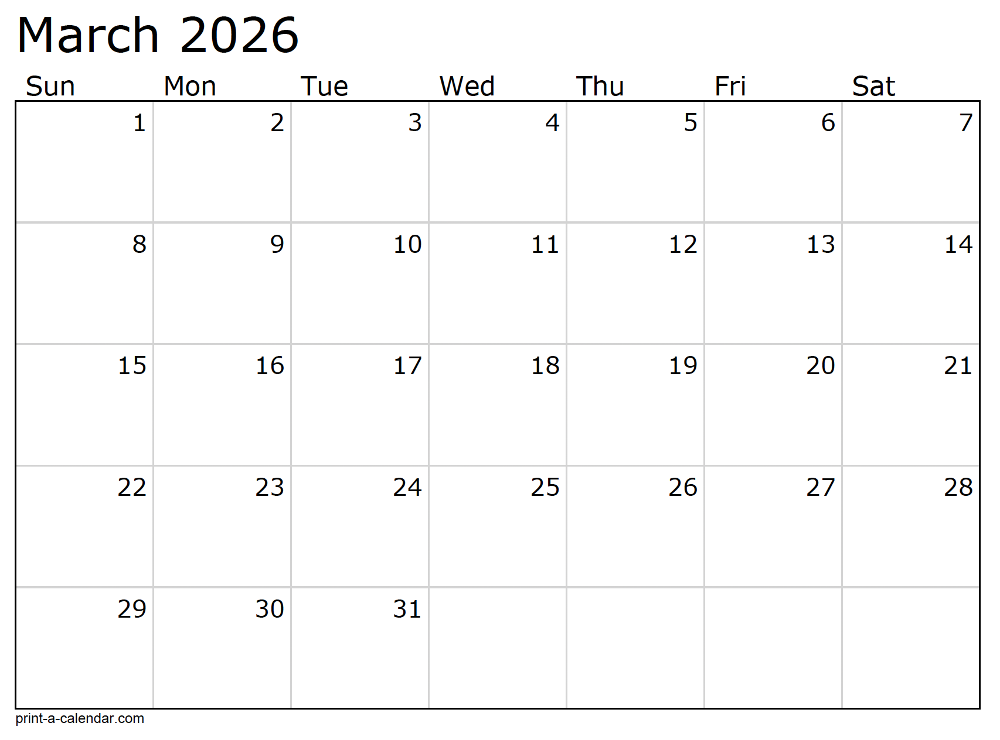 March 2026
Sun Mon Tue Wed Thu Fri Sat
1 2 3 4 5 6 7
8 9 10 11 12 13 14
15 16 17 18 19 20 21
22 23 24 25 26 27 28
29 30 31
print-a-calendar.com